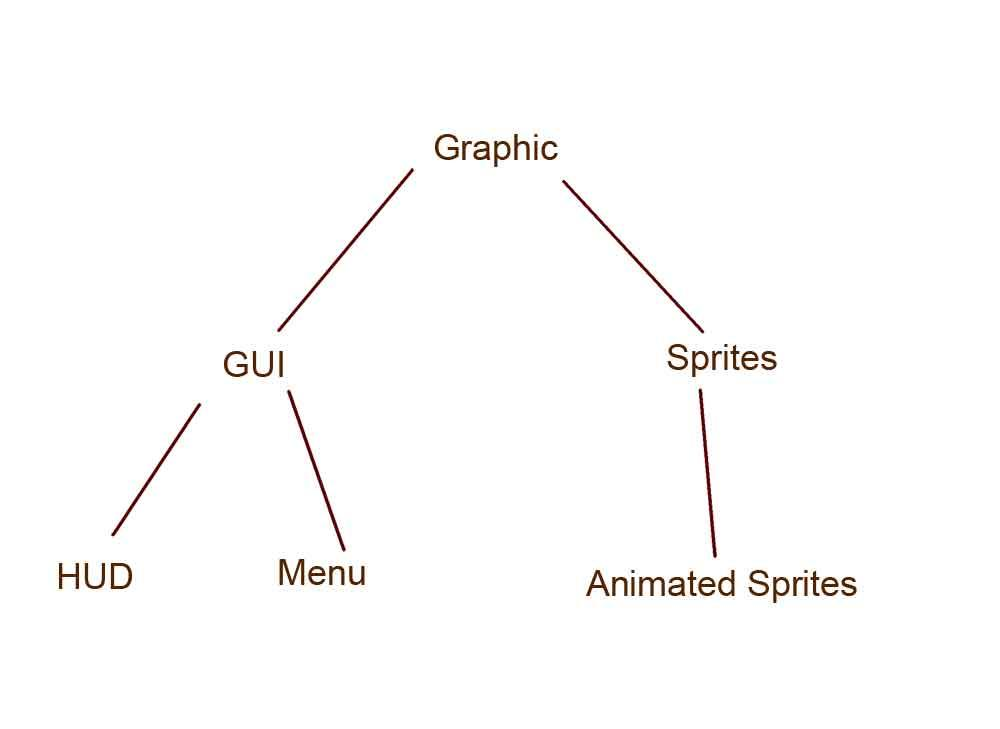 Graphic
GUI
Sprites
HUD
Menu
Animated Sprites